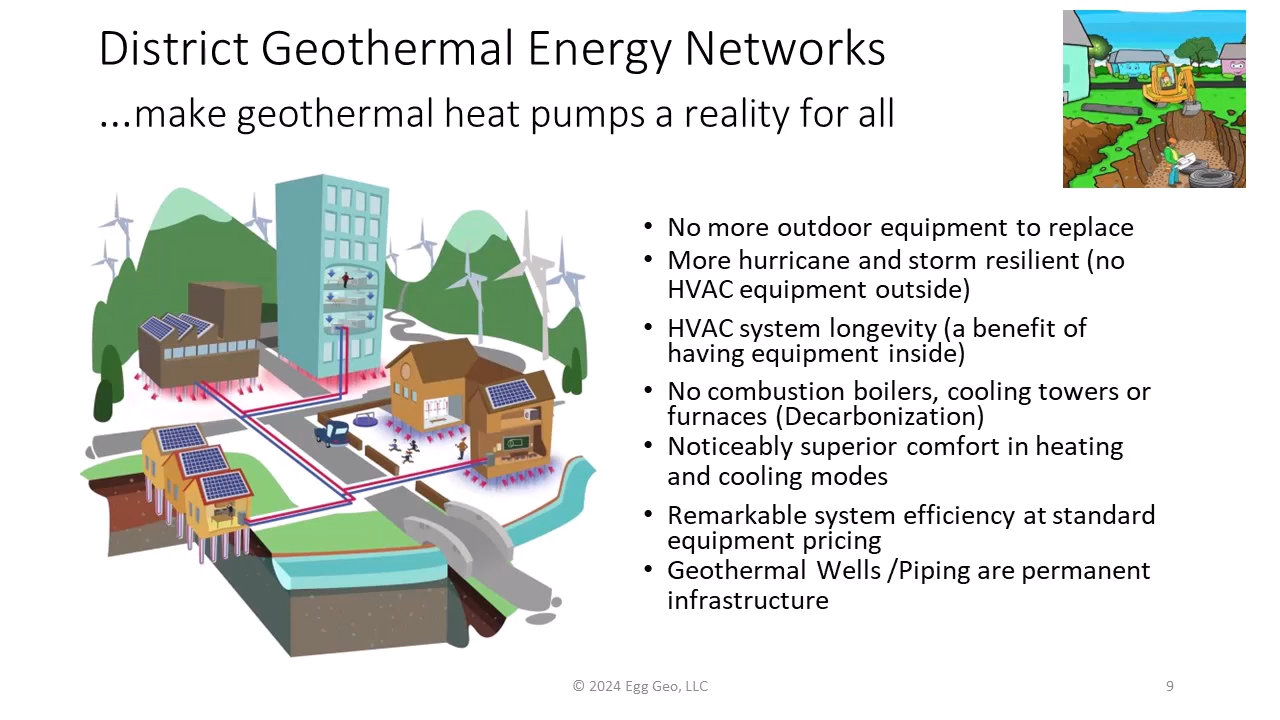 District Geothermal Energy Networks
...make geothermal heat pumps a reality for all
• No more outdoor equipment to replace
• More hurricane and storm resilient (no
HVAC equipment outside)
• HVAC system longevity (a benefit of
having equipment inside)
• No combustion boilers, cooling towers or
furnaces (Decarbonization)
• Noticeably superior comfort in heating
and cooling modes
• Remarkable system efficiency at standard
equipment pricing
• Geothermal Wells /Piping are permanent
infrastructure
© 2024 Egg Geo, LLC
9